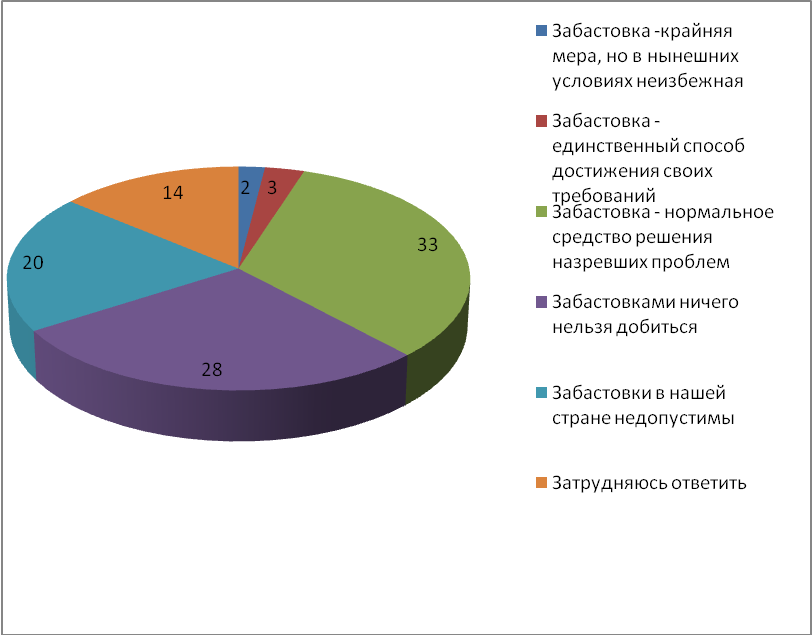 Забастовка -крайняя
мера, но в нынешних
условиях неизбежная
Забастовка -
единственный способ
достижения своих
требований
Забастовка - нормальное
средство решения
назревших проблем
Забастовками ничего
нельзя добиться
Забастовки в нашей
стране недопустимы
Затрудняюсь ответить
2
3
14
33
20
28